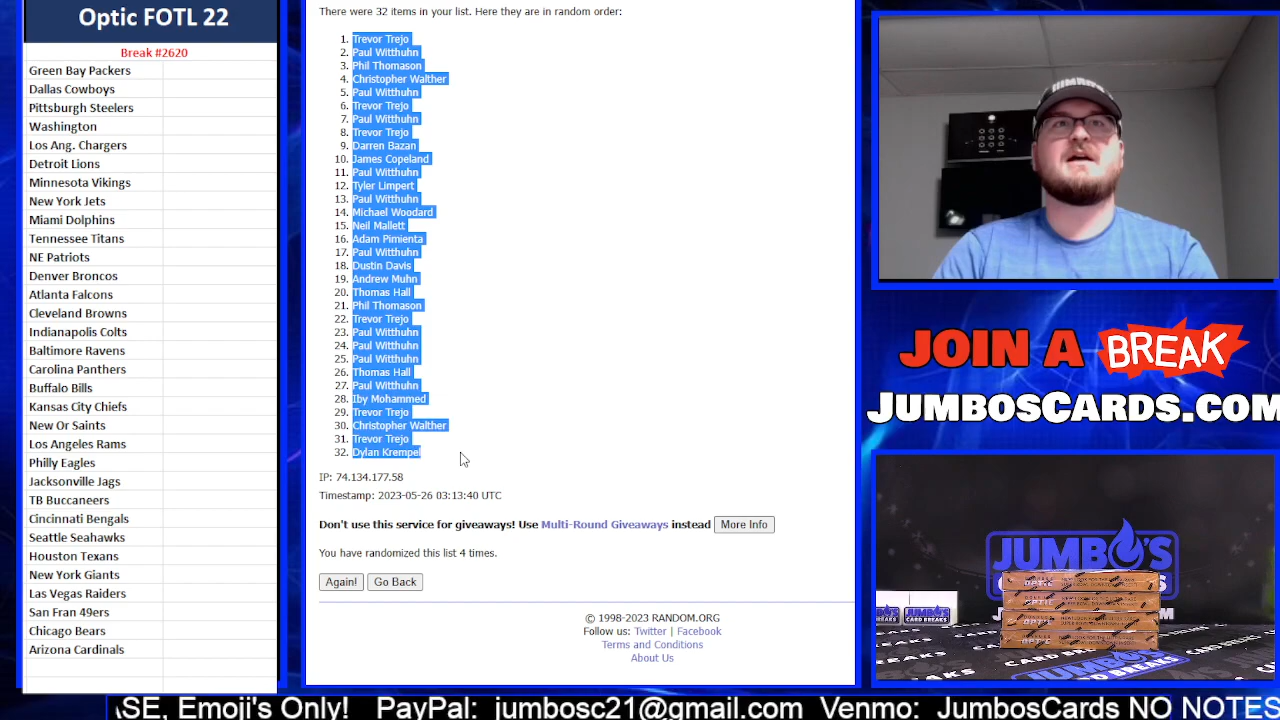 Optic FOTL 22
Break #2620
Green Bay Packers
Dallas Cowboys
Pittsburgh Steelers
Washington
Los Ang. Chargers
Detroit Lions
Minnesota Vikings
New York Jets
Miami Dolphins
Tennessee Titans
NE Patriots
Denver Broncos
Atlanta Falcons
Cleveland Browns
Indianapolis Colts
Baltimore Ravens
Carolina Panthers
Buffalo Bills
Kansas City Chiefs
New Or Saints
Los Angeles Rams
Philly Eagles
Jacksonville Jags
TB Buccaneers
Cincinnati Bengals
Seattle Seahawks
Houston Texans
New York Giants
Las Vegas Raiders
San Fran 49ers
Chicago Bears
Arizona Cardinals
There were 32 items in your list. Here they are in random order:
1. Trevor Trejo
2. Paul Witthuhn
3. Phil Thomason
4. Christopher Walther
5. Paul Witthuhn
6. Trevor Trejo
7. Paul Witthuhn
8. Trevor Trejo
9. Darren Bazan
10. James Copeland
11. Paul Witthuhn
12. Tyler Limpert
13. Paul Witthuhn
14. Michael Woodard
15. Neil Mallett
16. Adam Pimienta
17. Paul Witthuhn
18. Dustin Davis
19. Andrew Muhn
20. Thomas Hall
21. Phil Thomason
22. Trevor Trejo
23. Paul Witthuhn
24. Paul Witthuhn
25. Paul Witthuhn
26. Thomas Hall
27. Paul Witthuhn
28. Iby Mohammed
29. Trevor Trejo
30. Christopher Walther
31. Trevor Trejo
32. Dylan Krempel
IP: 74.134.177.58
Timestamp: 2023-05-26 03:13:40 UTC
Don't use this service for giveaways! Use Multi-Round Giveaways instead More Info
You have randomized this list 4 times.
Again! Go Back
© 1998-2023 RANDOM.ORG
Follow us: Twitter | Facebook
Terms and Conditions
About Us
JOIN A BREAK
JUMBOSCARDS.COM
JUMBO'S
JUMBO'S
CARD BREAKS
ASE, Emoji's Only! PayPal: jumbosc21@gmail.com Venmo: JumbosCards NO NOTES